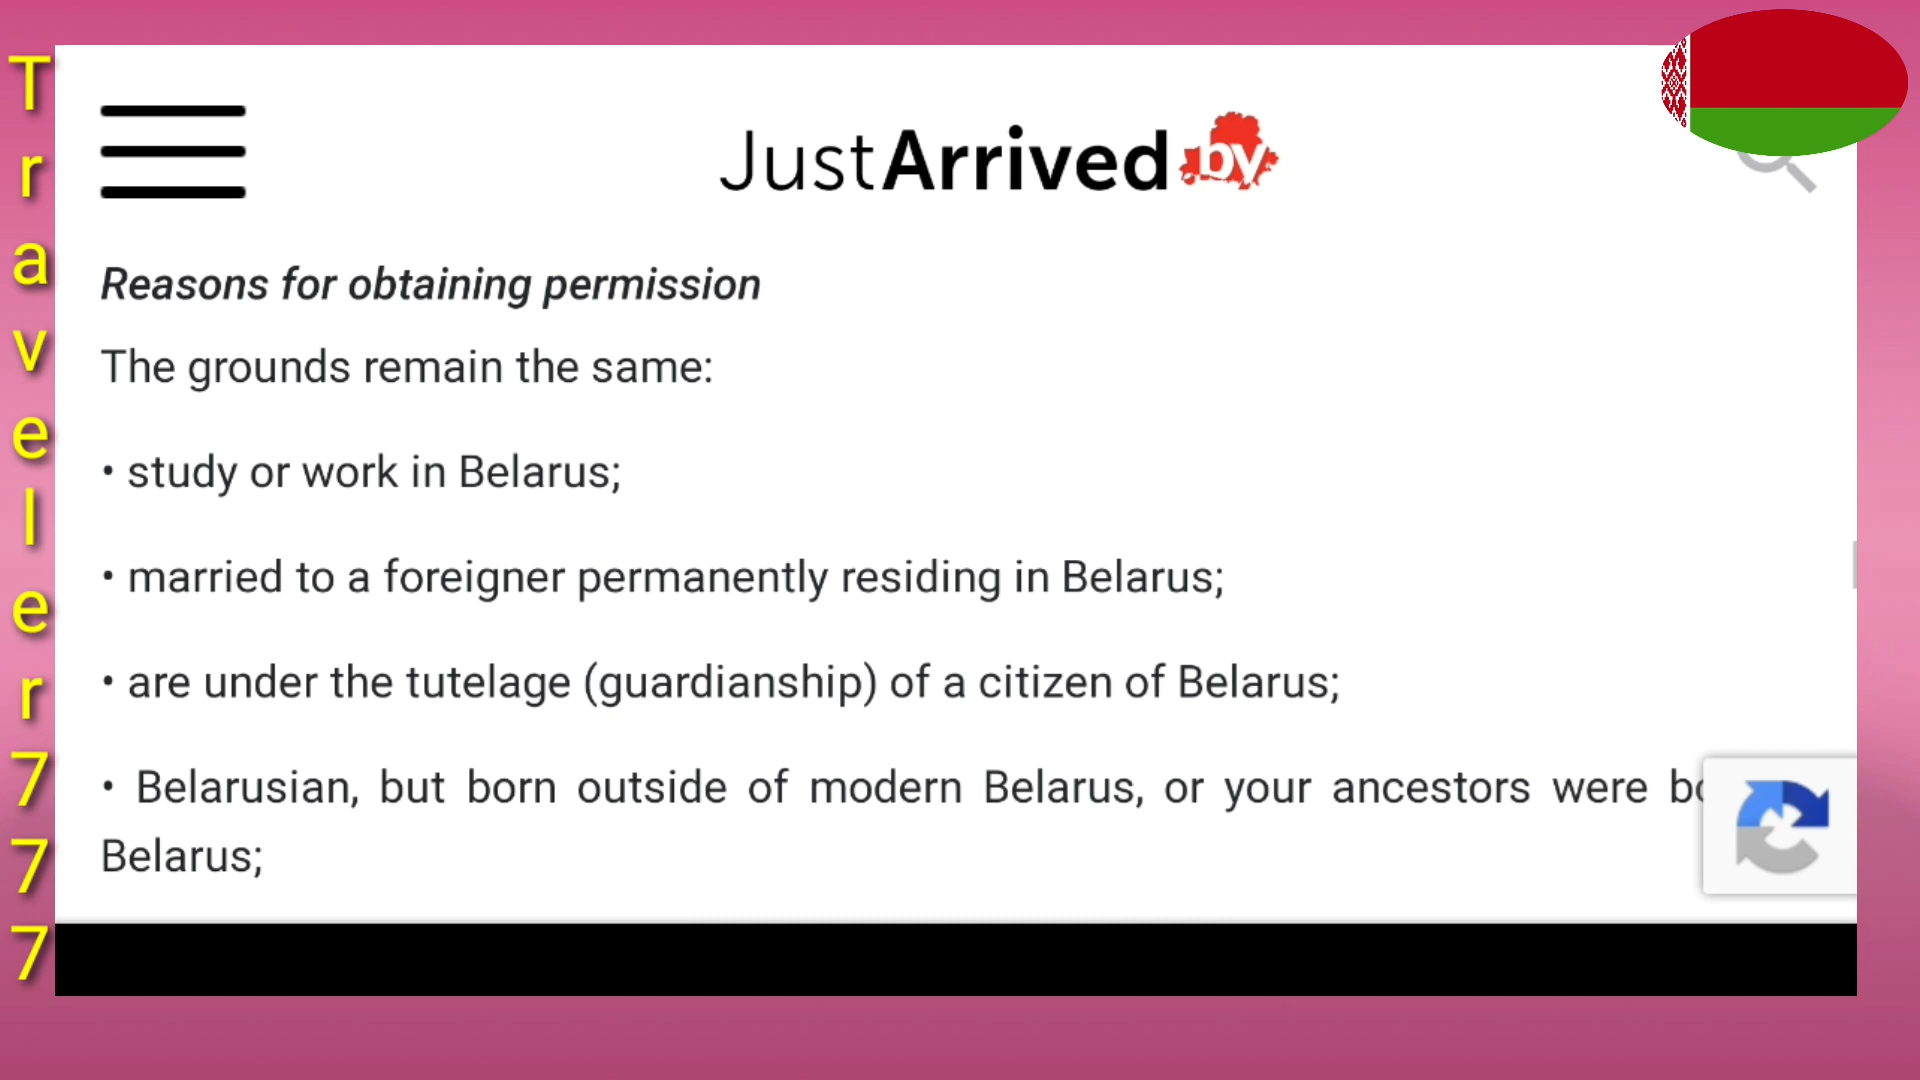 Traveler777
JustArrived.by
Reasons for obtaining permission
The grounds remain the same:
• study or work in Belarus;
• married to a foreigner permanently residing in Belarus;
• are under the tutelage (guardianship) of a citizen of Belarus;
• Belarusian, but born outside of modern Belarus, or your ancestors were
Belarus;